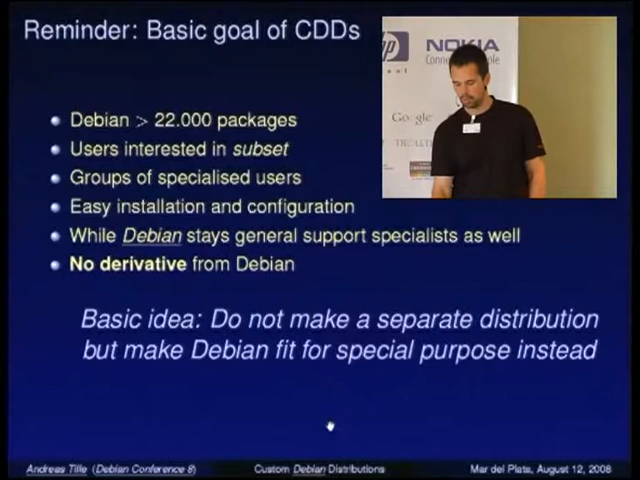 Reminder: Basic goal of CDDs
Debian > 22.000 packages
Users interested in subset
Groups of specialised users
Easy installation and configuration
While Debian stays general support specialists as well
No derivative from Debian
Basic idea: Do not make a separate distribution
but make Debian fit for special purpose instead
hp
NOKIA
Google
Andreas Tille (Debian Conference 8)
Custom Debian Distributions
Mar del Plata, August 12, 2008